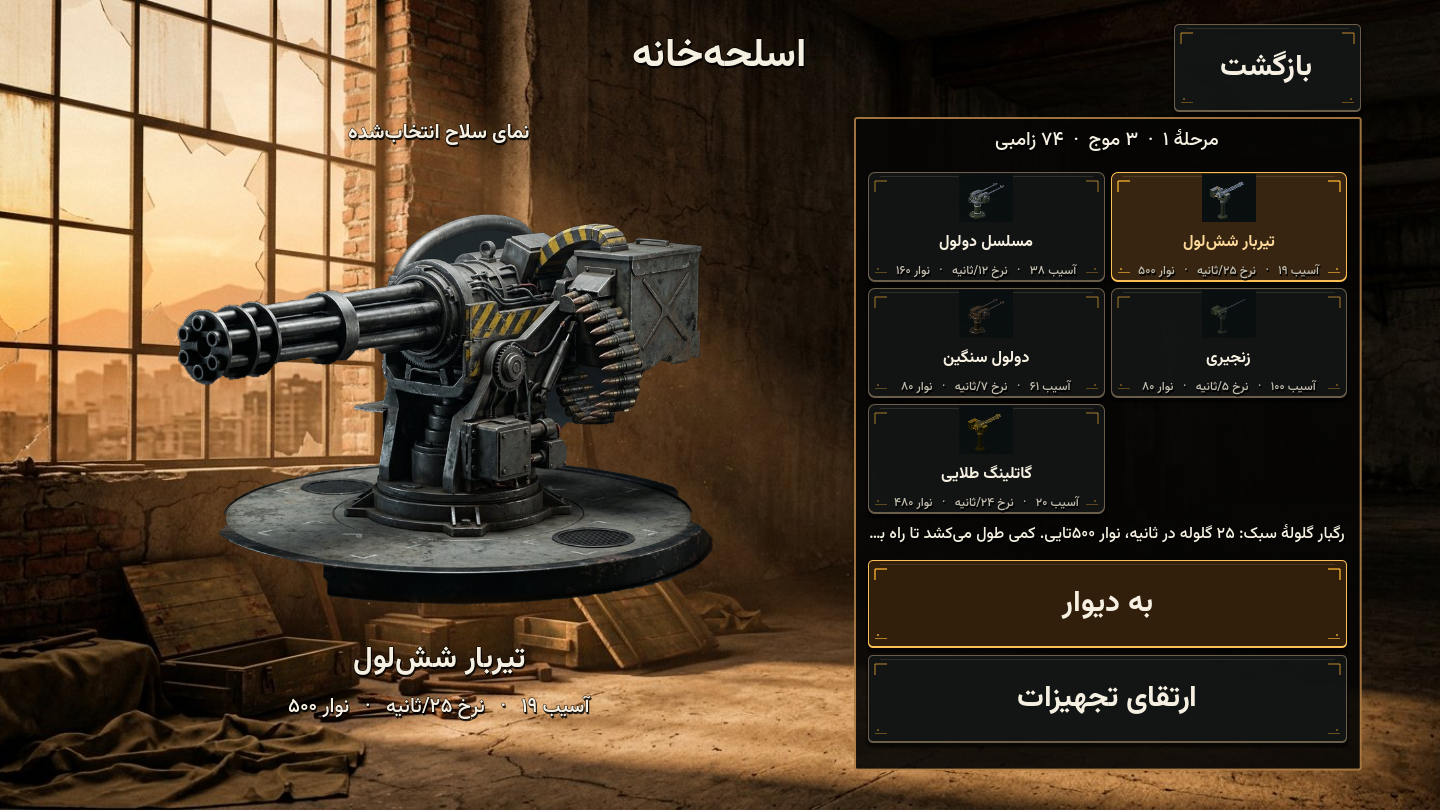 اسلحه‌خانه
بازگشت
مرحلهٔ ۱ · ۳ موج · ۷۴ زامبی
تیربار شش‌لول
آسیب ۱۹ · نرخ ۲۵/ثانیه · نوار ۵۰۰
مسلسل دولول
آسیب ۳۸ · نرخ ۱۲/ثانیه · نوار ۱۶۰
زنجیری
آسیب ۱۰۰ · نرخ ۵/ثانیه · نوار ۸۰
دولول سنگین
آسیب ۶۱ · نرخ ۷/ثانیه · نوار ۸۰
گاتلینگ طلایی
آسیب ۲۰ · نرخ ۲۴/ثانیه · نوار ۴۸۰
رگبار گلولهٔ سبک: ۲۵ گلوله در ثانیه، نوار ۵۰۰تایی. کمی طول می‌کشد تا راه بـ…
به دیوار
ارتقای تجهیزات
نمای سلاح انتخاب‌شده
تیربار شش‌لول
آسیب ۱۹ · نرخ ۲۵/ثانیه · نوار ۵۰۰